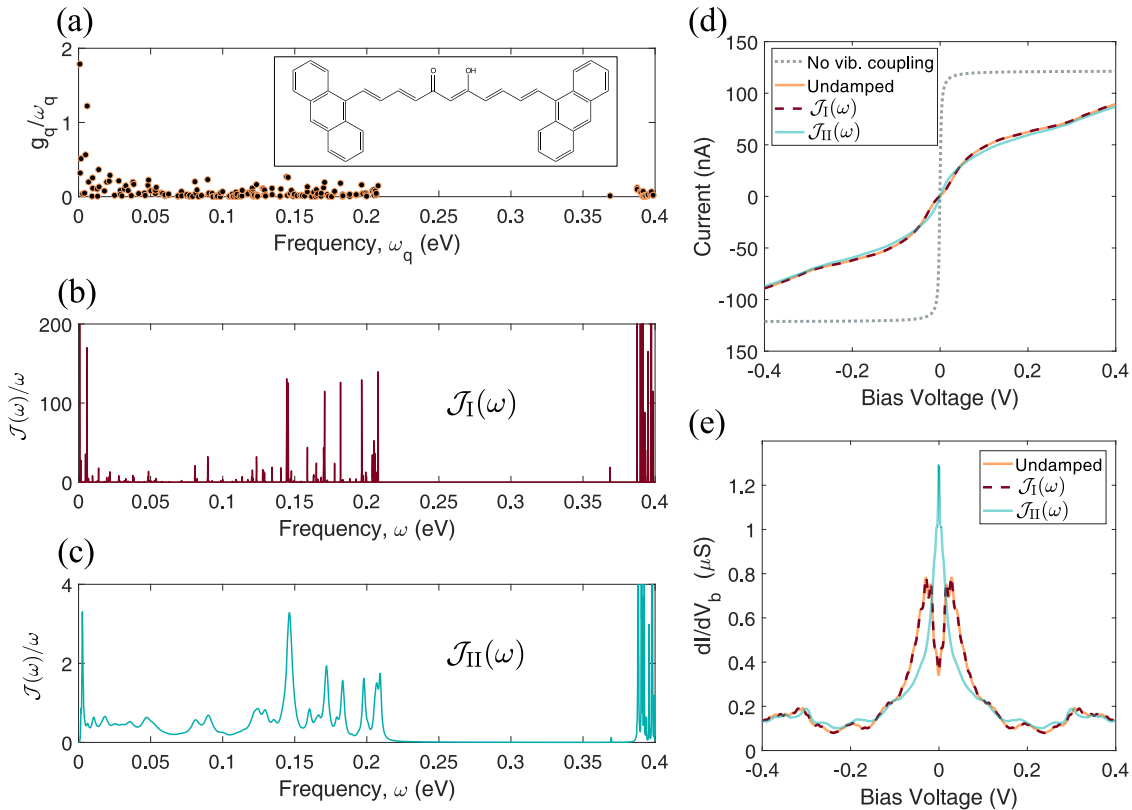 (a)
2
1
0
g_q/ω_q
O
OH
0
0.05
0.1
0.15
0.2
0.25
0.3
0.35
0.4
Frequency, ω_q (eV)
(b)
200
100
0
𝒥(ω)/ω
𝒥_I(ω)
0
0.05
0.1
0.15
0.2
0.25
0.3
0.35
0.4
Frequency, ω (eV)
(c)
4
2
0
𝒥(ω)/ω
𝒥_II(ω)
0
0.05
0.1
0.15
0.2
0.25
0.3
0.35
0.4
Frequency, ω (eV)
(d)
150
100
50
0
-50
-100
150
Current (nA)
No vib. coupling
Undamped
𝒥_I(ω)
𝒥_II(ω)
-0.4
-0.2
0
0.2
0.4
Bias Voltage (V)
(e)
1.2
1
0.8
0.6
0.4
0.2
0
dI/dV_b (μS)
Undamped
𝒥_I(ω)
𝒥_II(ω)
-0.4
-0.2
0
0.2
0.4
Bias Voltage (V)